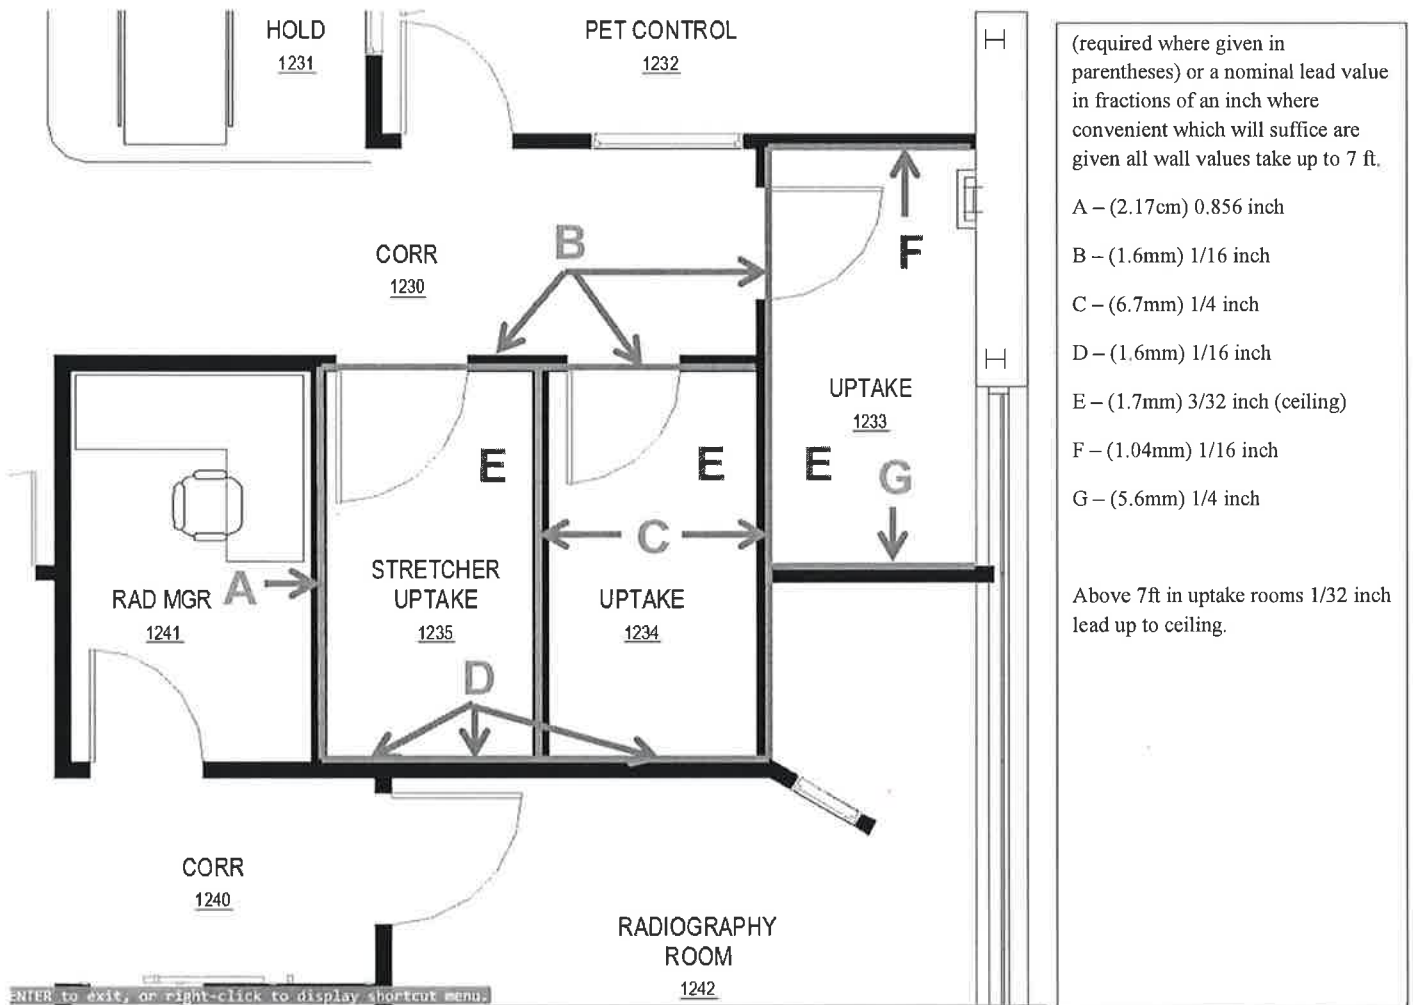 HOLD
1231
PET CONTROL
1232
CORR
1230
B
F
UPTAKE
1233
E
E
E
G
C
STRETCHER
UPTAKE
1235
UPTAKE
1234
RAD MGR
1241
A
D
CORR
1240
RADIOGRAPHY
ROOM
1242
ENTER to exit, or right-click to display shortcut menu.
(required where given in
parentheses) or a nominal lead value
in fractions of an inch where
convenient which will suffice are
given all wall values take up to 7 ft.
A – (2.17cm) 0.856 inch
B – (1.6mm) 1/16 inch
C – (6.7mm) 1/4 inch
D – (1.6mm) 1/16 inch
E – (1.7mm) 3/32 inch (ceiling)
F – (1.04mm) 1/16 inch
G – (5.6mm) 1/4 inch
Above 7ft in uptake rooms 1/32 inch
lead up to ceiling.